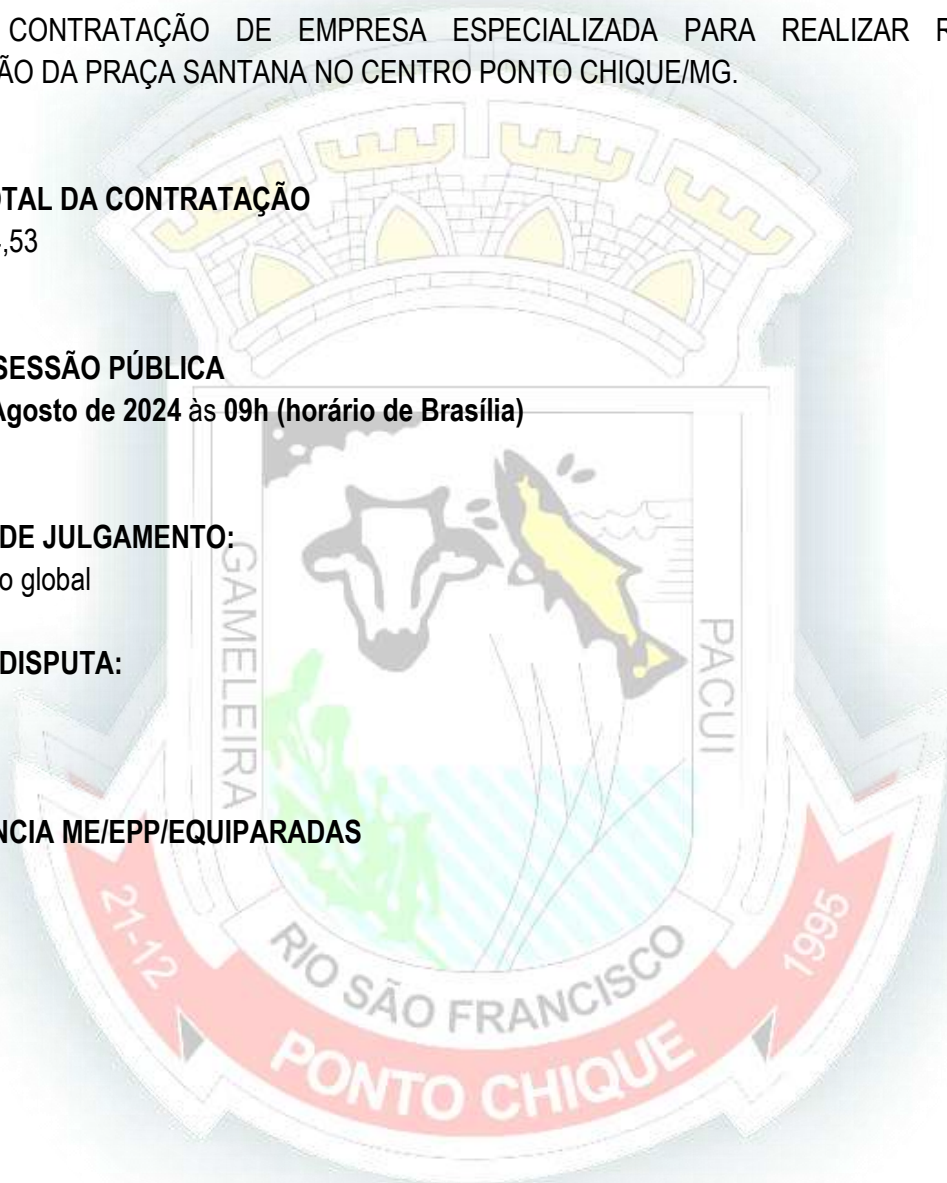 CONTRATAÇÃO DE EMPRESA ESPECIALIZADA PARA REALIZAR R
ÃO DA PRAÇA SANTANA NO CENTRO PONTO CHIQUE/MG.
OTAL DA CONTRATAÇÃO
,53
SESSÃO PÚBLICA
Agosto de 2024 às 09h (horário de Brasília)
DE JULGAMENTO:
o global
DISPUTA:
NCIA ME/EPP/EQUIPARADAS
GAMELEIRA
PACUI
21-12
RIO SÃO FRANCISCO
1995
PONTO CHIQUE